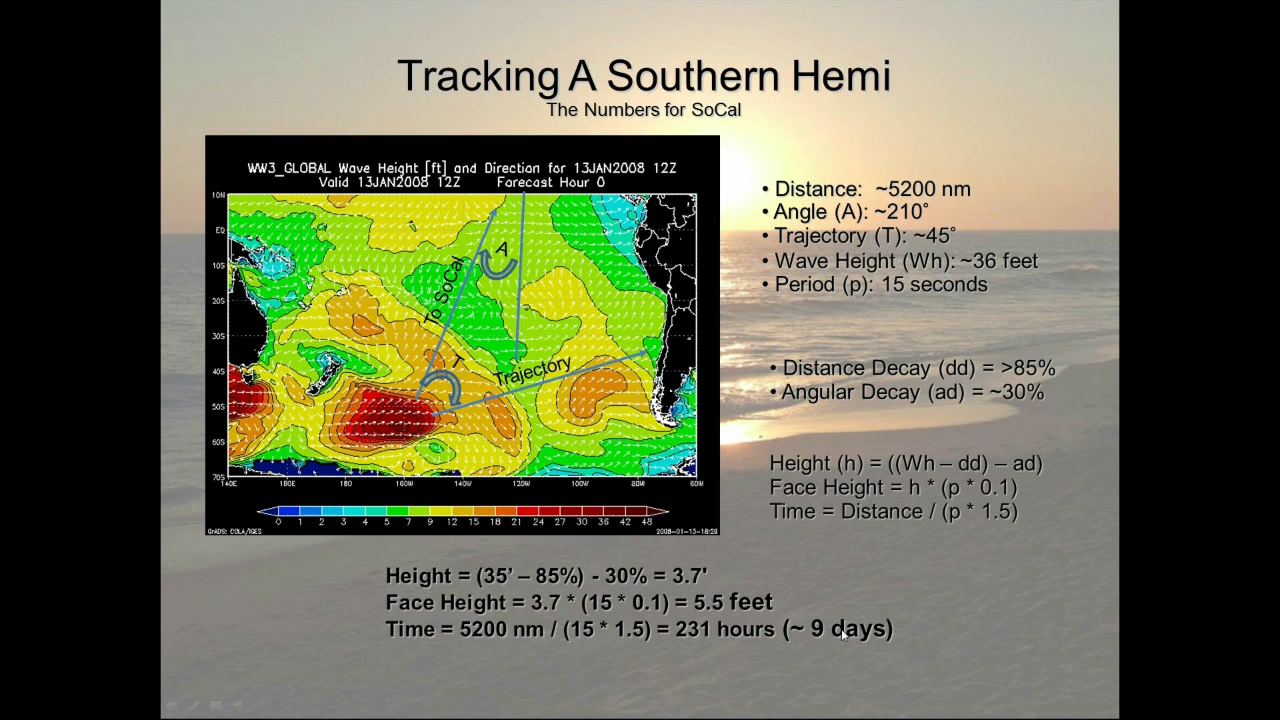 Tracking A Southern Hemi
The Numbers for SoCal
WW3_GLOBAL Wave Height [ft] and Direction for 13JAN2008 12Z
Valid 13JAN2008 12Z Forecast Hour 0
10N
EQ
10S
20S
30S
40S
50S
60S
70S
140E 160E 180 160W 140W 120W 100W 80W 60W
To SoCal
A
T
Trajectory
0 1 2 3 4 5 7 9 12 15 18 21 24 27 30 36 42 48
GrADS: COLA/IGES
2008-01-13-18:29
• Distance: ~5200 nm
• Angle (A): ~210°
• Trajectory (T): ~45°
• Wave Height (Wh): ~36 feet
• Period (p): 15 seconds
• Distance Decay (dd) = >85%
• Angular Decay (ad) = ~30%
Height (h) = ((Wh – dd) – ad)
Face Height = h * (p * 0.1)
Time = Distance / (p * 1.5)
Height = (35’ – 85%) - 30% = 3.7'
Face Height = 3.7 * (15 * 0.1) = 5.5 feet
Time = 5200 nm / (15 * 1.5) = 231 hours (~ 9 days)